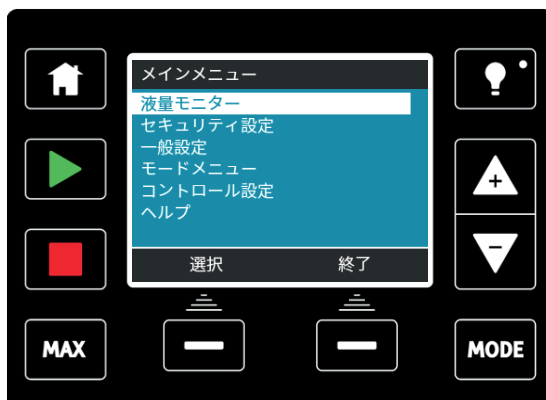 メインメニュー
液量モニター
セキュリティ設定
一般設定
モードメニュー
コントロール設定
ヘルプ
選択 終了
+
-
MAX
MODE